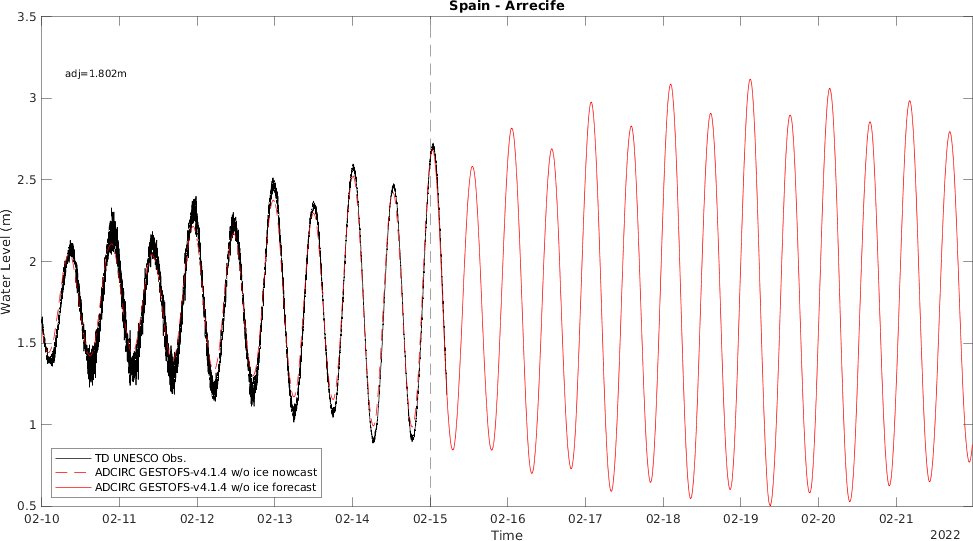 Spain - Arrecife
3.5
adj=1.802m
3
2.5
2
1.5
1
0.5
Water Level (m)
TD UNESCO Obs.
ADCIRC GESTOFS-v4.1.4 w/o ice nowcast
ADCIRC GESTOFS-v4.1.4 w/o ice forecast
02-10 02-11 02-12 02-13 02-14 02-15 02-16 02-17 02-18 02-19 02-20 02-21
Time
2022